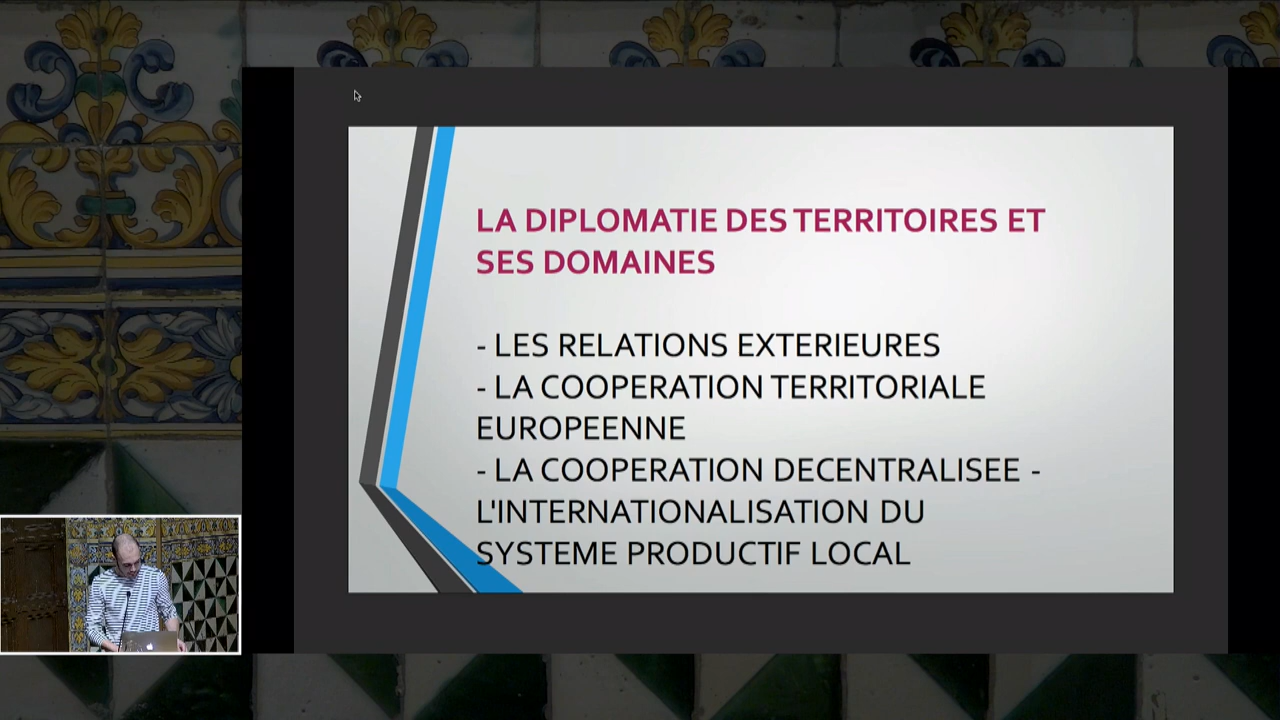 LA DIPLOMATIE DES TERRITOIRES ET
SES DOMAINES
- LES RELATIONS EXTERIEURES
- LA COOPERATION TERRITORIALE
EUROPEENNE
- LA COOPERATION DECENTRALISEE -
L'INTERNATIONALISATION DU
SYSTEME PRODUCTIF LOCAL